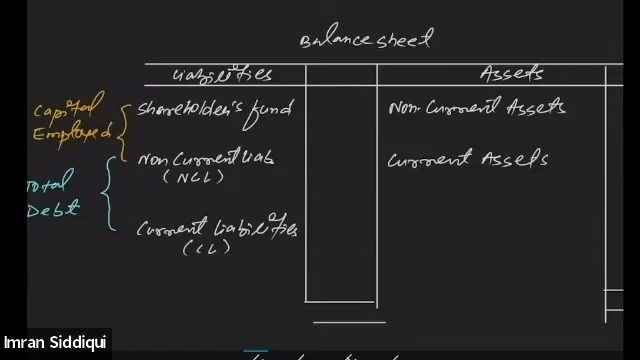 Balance sheet
Liabilities Assets
Capital Shareholder's fund Non-Current Assets
Employed
Non Current Liab Current Assets
(NCL)
Total
Debt
Current Liabilities
(CL)
Imran Siddiqui